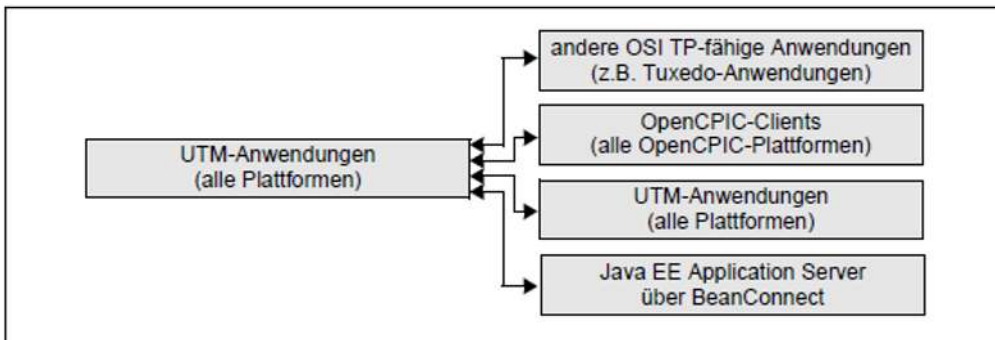 andere OSI TP-fähige Anwendungen
(z.B. Tuxedo-Anwendungen)
OpenCPIC-Clients
(alle OpenCPIC-Plattformen)
UTM-Anwendungen
(alle Plattformen)
UTM-Anwendungen
(alle Plattformen)
Java EE Application Server
über BeanConnect